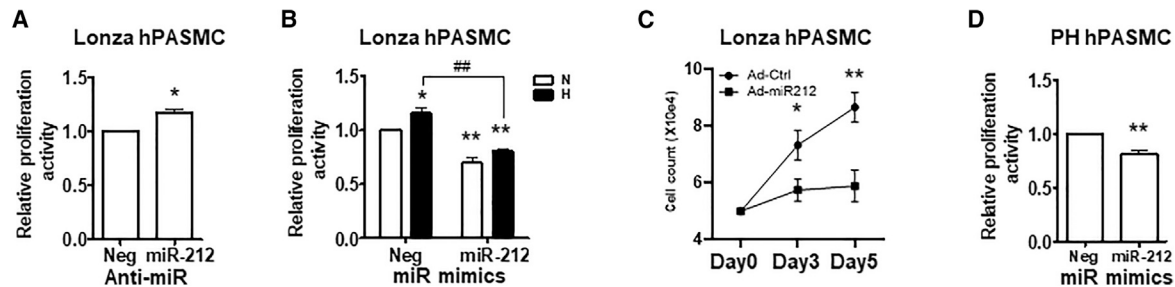 A
Lonza hPASMC
Relative proliferation
activity
1.5
1.0
0.5
0.0
*
Neg miR-212
Anti-miR
B
Lonza hPASMC
Relative proliferation
activity
1.5
1.0
0.5
0.0
##
*
** **
N
H
Neg miR-212
miR mimics
C
Lonza hPASMC
Cell count (X10e4)
10
8
6
4
Ad-Ctrl
Ad-miR212
*
**
Day0 Day3 Day5
D
PH hPASMC
Relative proliferation
activity
1.5
1.0
0.5
0.0
**
Neg miR-212
miR mimics